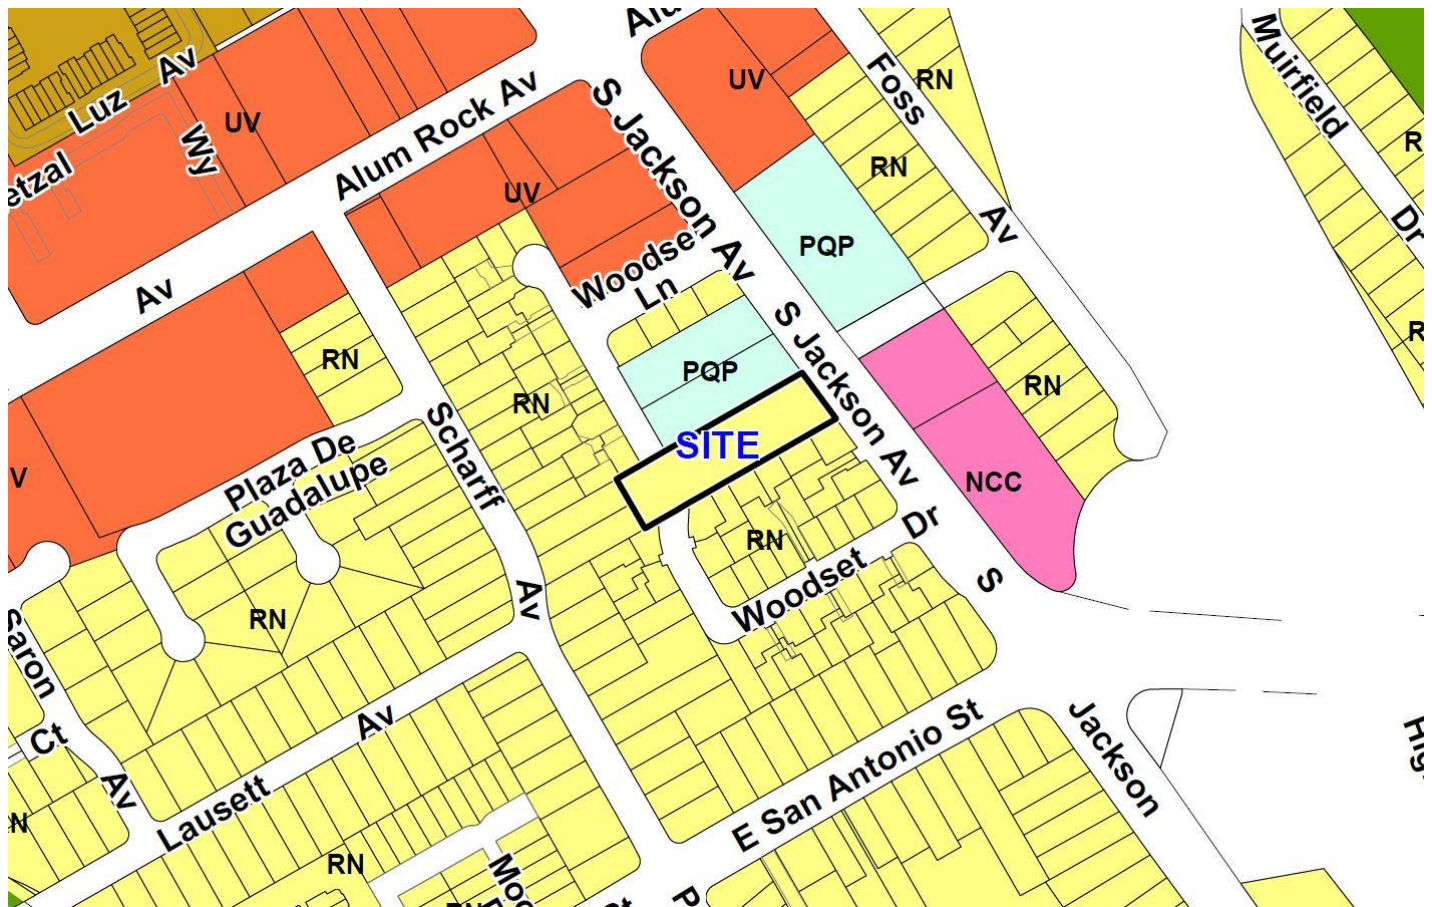 Luz Av
etzal
Wy
UV
Alum Rock Av
UV
S Jackson Av
UV
Foss
Av
RN
RN
Muirfield
Dr
R
R
R
Av
Woodse
Ln
PQP
S Jackson Av
PQP
RN
RN
RN
SITE
NCC
V
Plaza De
Guadalupe
Scharff
Av
RN
RN
Woodset
Dr
S
Saron
Av
Ct
Lausett
Av
N
RN
E San Antonio St
Jackson